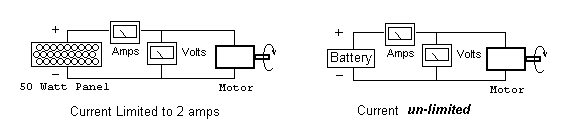 +
Amps
Volts
−
50 Watt Panel
Motor
Current Limited to 2 amps
+
Battery
Amps
Volts
−
Motor
Current un-limited